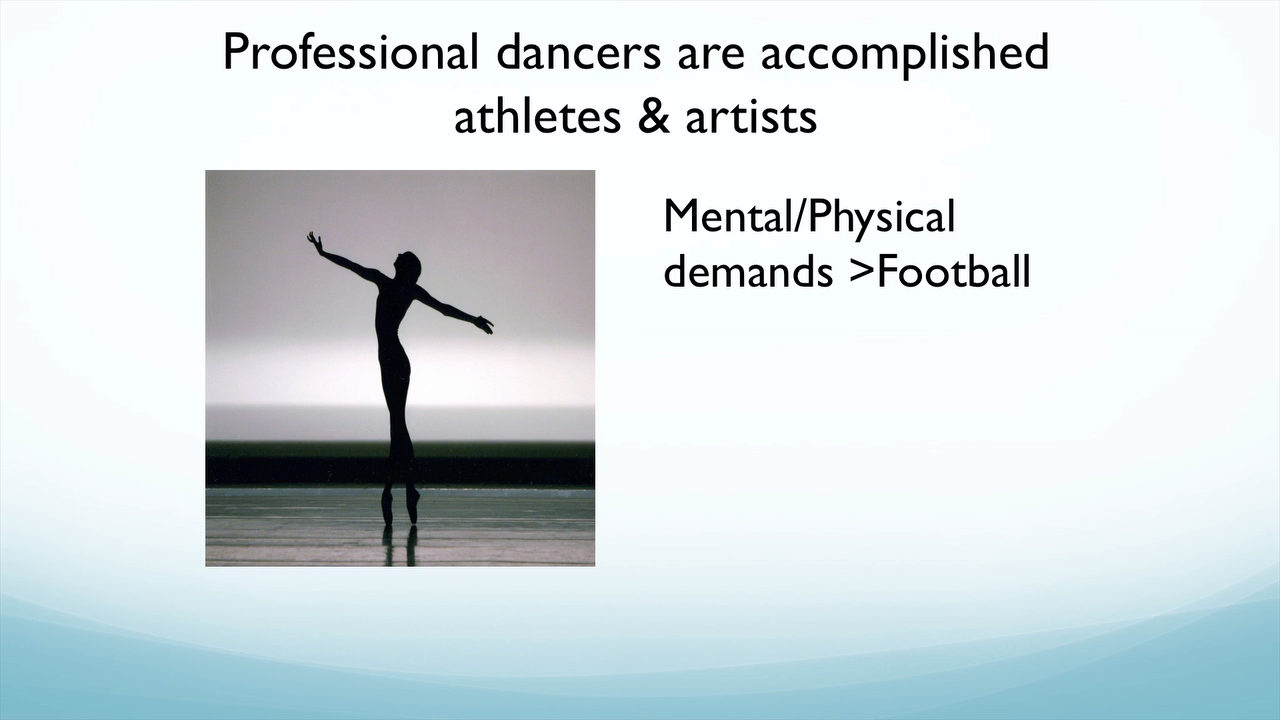 Professional dancers are accomplished
athletes & artists
Mental/Physical
demands >Football